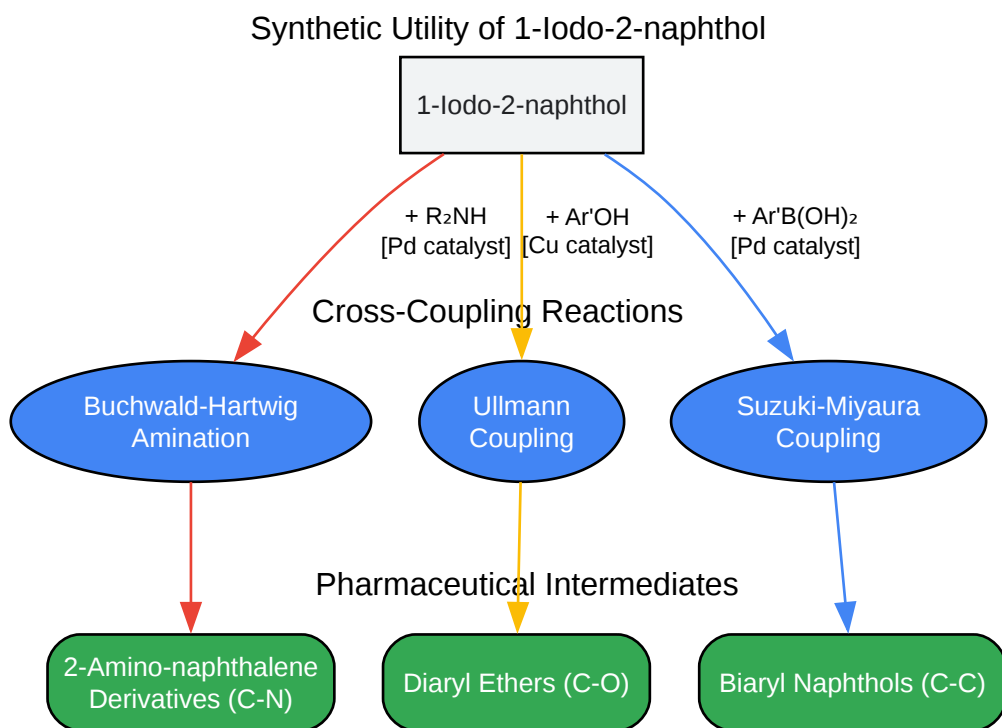 Synthetic Utility of 1-Iodo-2-naphthol
1-Iodo-2-naphthol
+ R₂NH
[Pd catalyst]
+ Ar'OH
[Cu catalyst]
+ Ar'B(OH)₂
[Pd catalyst]
Cross-Coupling Reactions
Buchwald-Hartwig
Amination
Ullmann
Coupling
Suzuki-Miyaura
Coupling
Pharmaceutical Intermediates
2-Amino-naphthalene
Derivatives (C-N)
Diaryl Ethers (C-O)
Biaryl Naphthols (C-C)